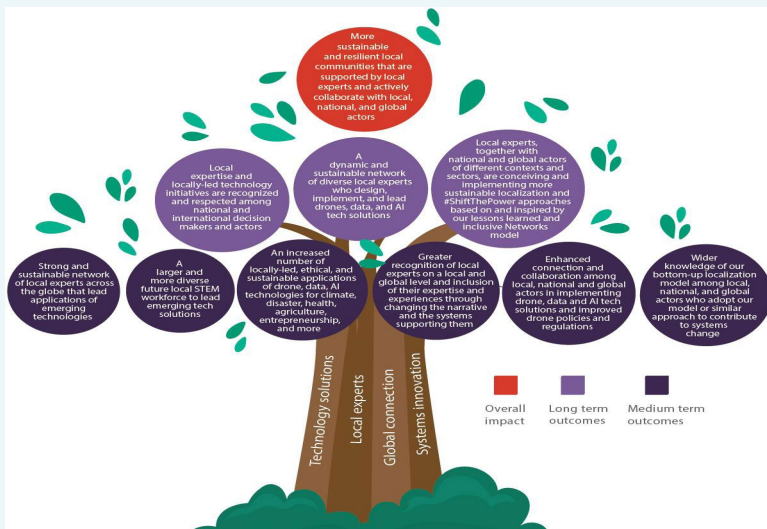 More
sustainable
and resilient local
communities that are
supported by local
experts and actively
collaborate with local,
national, and global
actors
Local
expertise and
locally-led technology
initiatives are recognized
and respected among
national and
international decision
makers and actors
A
dynamic and
sustainable network
of diverse local experts
who design,
implement, and lead
drones, data, and AI
tech solutions
Local experts,
together with
national and global actors
of different contexts and
sectors, are conceiving and
implementing more
sustainable localization and
#ShiftThePower approaches
based on and inspired by
our lessons learned and
inclusive Networks
model
Strong and
sustainable network
of local experts across
the globe that lead
applications of
emerging
technologies
A
larger and
more diverse
future local STEM
workforce to lead
emerging tech
solutions
An increased
number of
locally-led, ethical, and
sustainable applications
of drone, data, AI
technologies for climate,
disaster, health,
agriculture,
entrepreneurship,
and more
Greater
recognition of local
experts on a local and
global level and inclusion
of their expertise and
experiences through
changing the narrative
and the systems
supporting them
Enhanced
connection and
collaboration among
local, national and global
actors in implementing
drone, data and AI tech
solutions and improved
drone policies and
regulations
Wider
knowledge of our
bottom-up localization
model among local,
national, and global
actors who adopt our
model or similar
approach to contribute
to systems
change
Technology solutions
Local experts
Global connection
Systems innovation
Overall
impact
Long term
outcomes
Medium term
outcomes